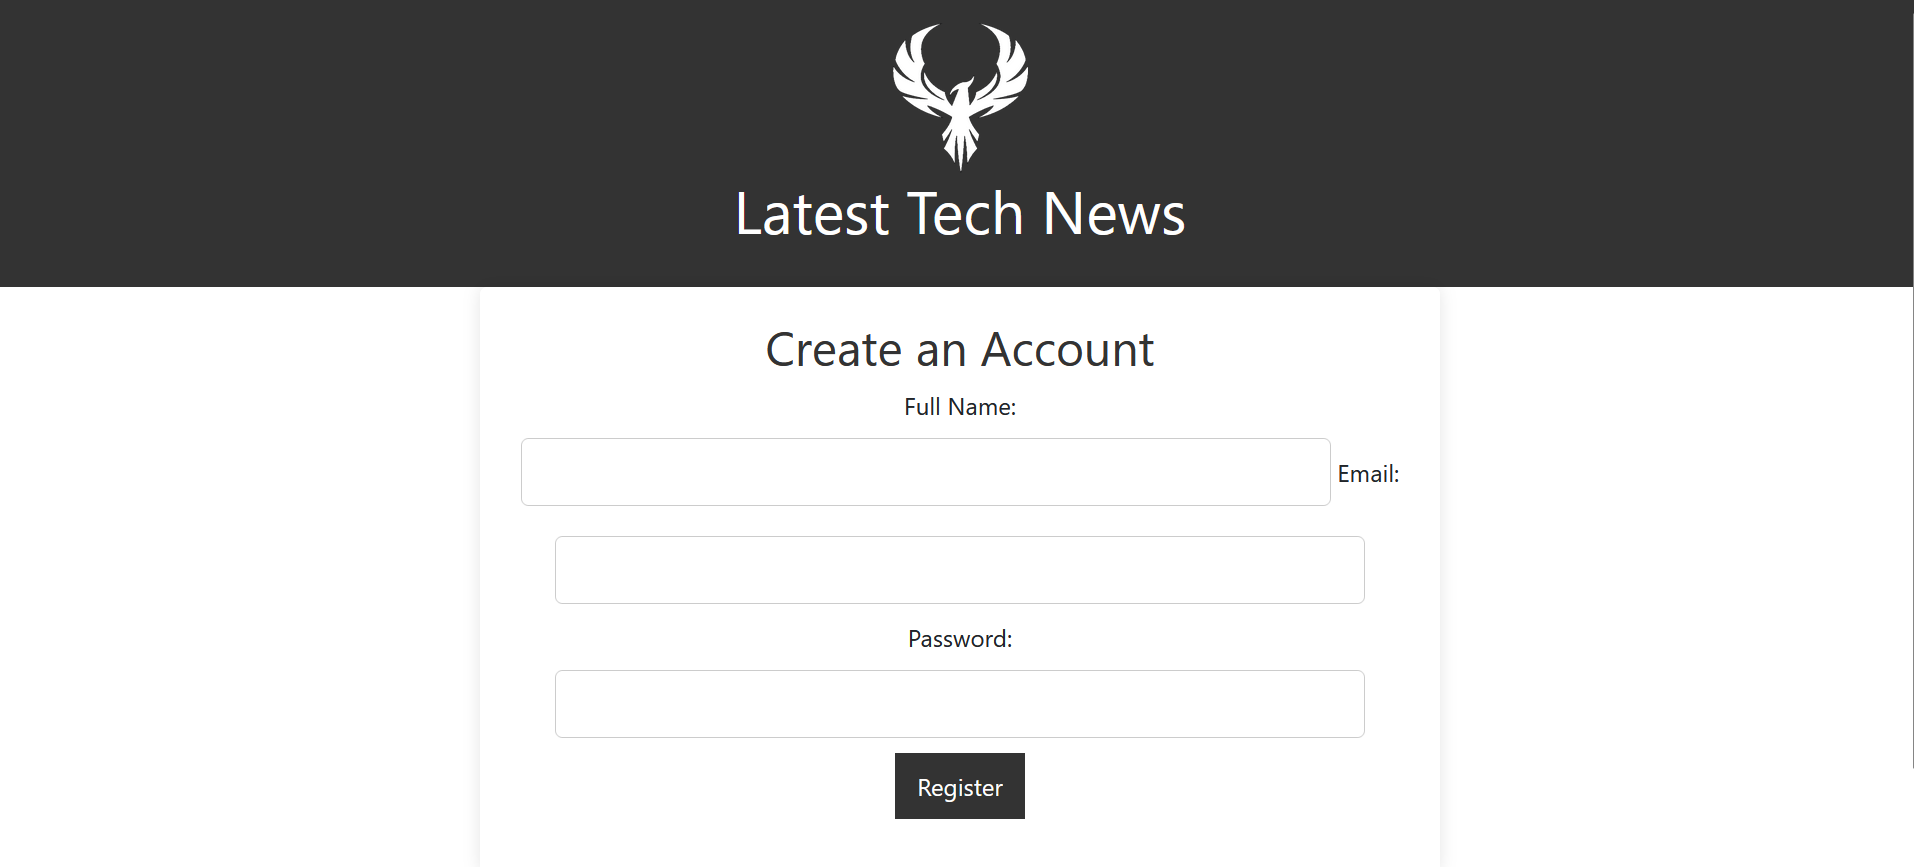 Latest Tech News
Create an Account
Full Name:
Email:
Password:
Register